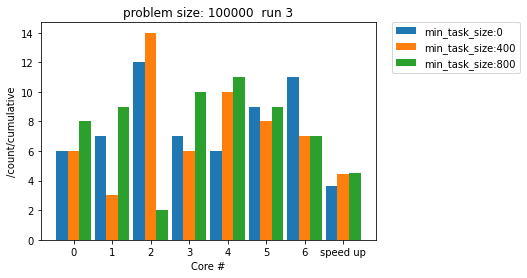 problem size: 100000  run 3
min_task_size:0
min_task_size:400
min_task_size:800
/count/cumulative
14
12
10
8
6
4
2
0
0 1 2 3 4 5 6 speed up
Core #